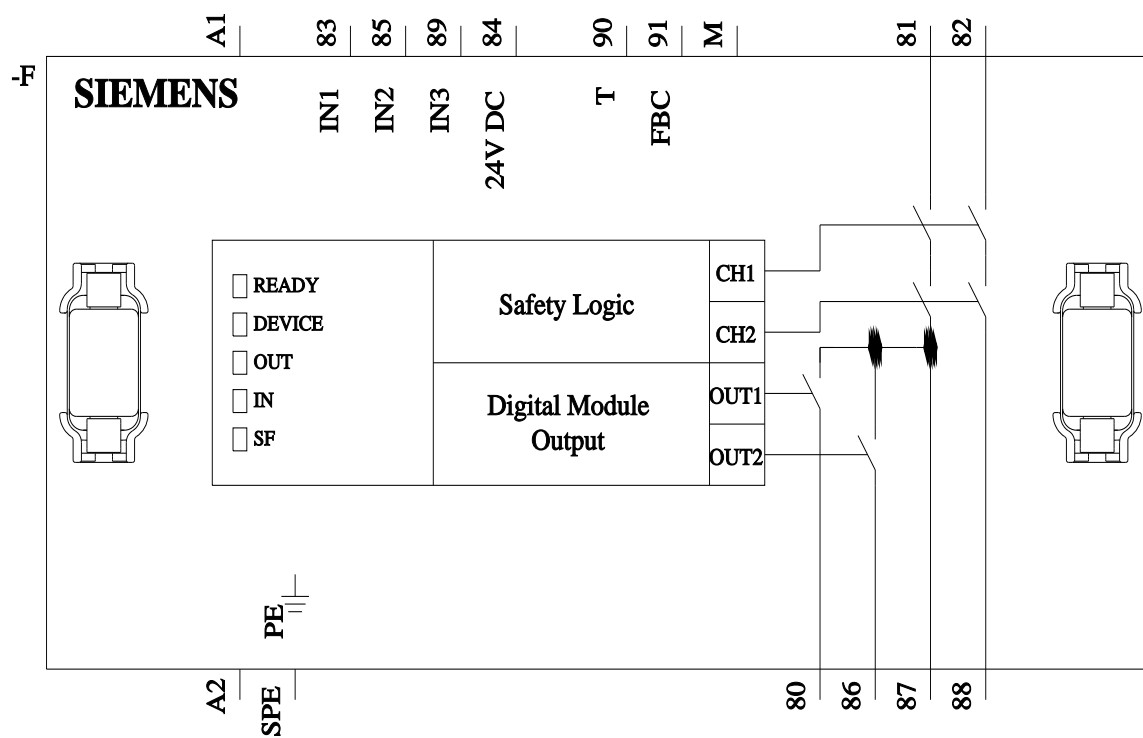 A1 83 85 89 84 90 91 M 81 82
-F
SIEMENS
IN1 IN2 IN3 24V DC T FBC
READY
DEVICE
OUT
IN
SF
Safety Logic
Digital Module
Output
CH1
CH2
OUT1
OUT2
PE
A2 SPE 80 86 87 88